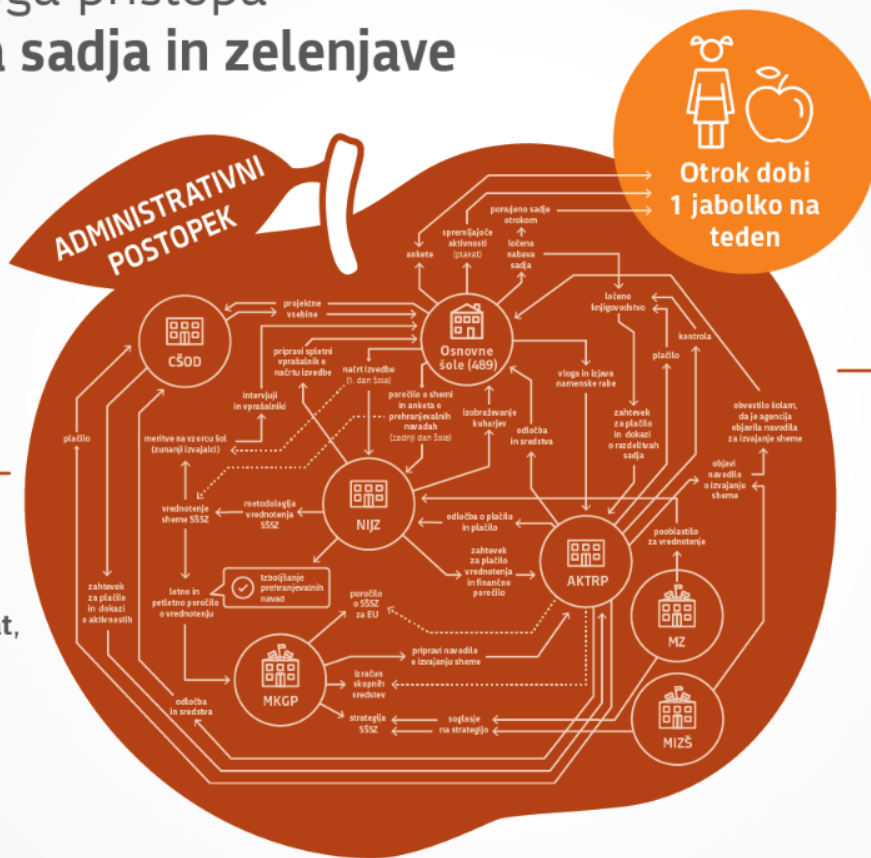 ga pristopa
a sadja in zelenjave
Otrok dobi
1 jabolko na
teden
ADMINISTRATIVNI
POSTOPEK
ankete
spremljajoče
aktivnosti
(plakat)
ponujeno sadje
otrokom
ločena
nabava
sadja
projektne
vsebine
CŠOD
Osnovne
šole (489)
ločeno
knjigovodstvo
kontrola
plačilo
pripravi spletni
vprašalnik o
načrtu izvedbe
načrt izvedbe
(1. dan šole)
vloga in izjava
namenske rabe
intervjuji
in vprašalniki
poročilo o shemi
in anketa o
prehranjevalnih
navadah
(zadnji dan šole)
izobraževanje
kuharjev
odločba
in sredstva
zahtevek
za plačilo
in dokazi
o razdelitvah
sadja
obvestilo šolam,
da je agencija
objavila navodila
za izvajanje sheme
plačilo
meritve na vzorcu šol
(zunanji izvajalci)
objavi
navodilo
o izvajanju
sheme
vrednotenje
sheme SŠSZ
metodologija
vrednotenja
SŠSZ
NIJZ
odločba o plačilu
in plačilo
pooblastilo
za vrednotenje
zahtevek
za plačilo
vrednotenja
in finančno
poročilo
AKTRP
zahtevek
za plačilo
in dokazi
o aktivnostih
letno in
petletno poročilo
o vrednotenju
Izboljšanje
prehranjevalnih
navad
poročilo
o SŠSZ
za EU
MZ
at,
MKGP
pripravi navodila
o izvajanju sheme
izračun
skupnih
sredstev
odločba
in sredstva
strategija
SŠSZ
soglasje
na strategijo
MIZŠ